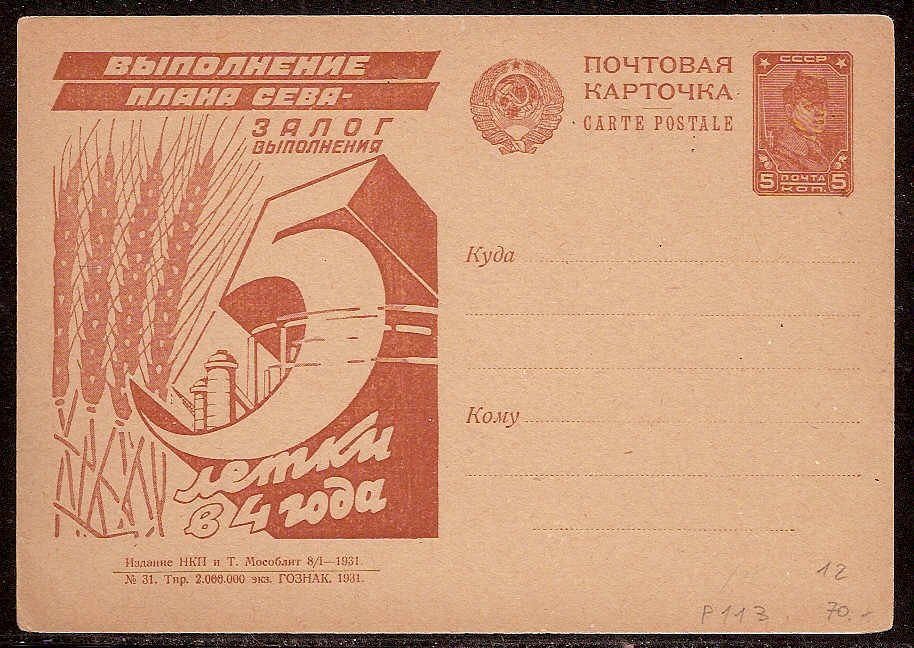 ВЫПОЛНЕНИЕ
ПЛАНА СЕВА-
ЗАЛОГ
ВЫПОЛНЕНИЯ
5
летки
в 4 года
Издание НКП и Т. Мособлит 8/I—1931
№ 31. Тир. 2.000.000 экз. ГОЗНАК. 1931.
ПОЧТОВАЯ
КАРТОЧКА
CARTE POSTALE
СССР
ПОЧТА
5 КОП. 5
Куда
Кому
12
P113 70.-